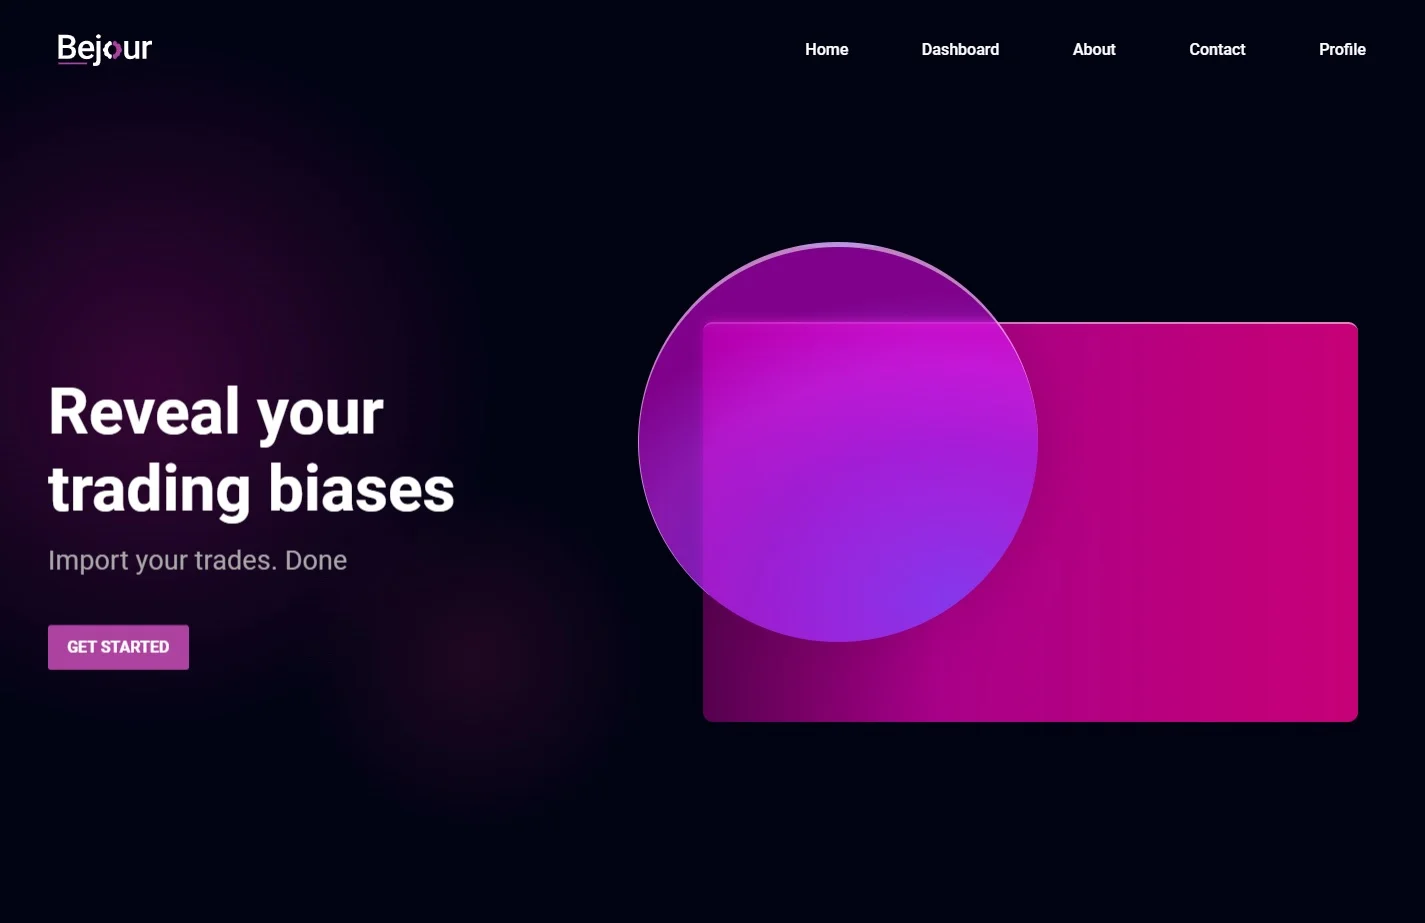 Bejour
Home Dashboard About Contact Profile
Reveal your
trading biases
Import your trades. Done
GET STARTED